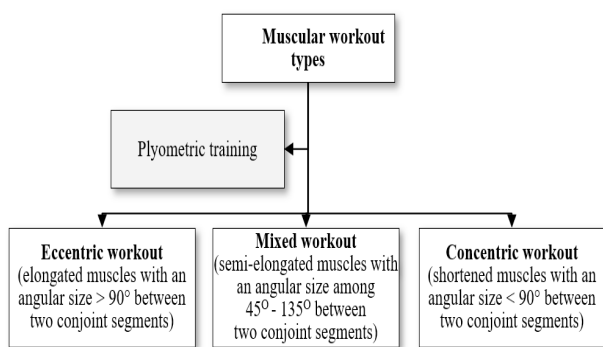 Muscular workout
types
Plyometric training
Eccentric workout
(elongated muscles with an
angular size > 90° between
two conjoint segments)
Mixed workout
(semi-elongated muscles with
an angular size among
45⁰ - 135⁰ between
two conjoint segments)
Concentric workout
(shortened muscles with an
angular size < 90° between
two conjoint segments)